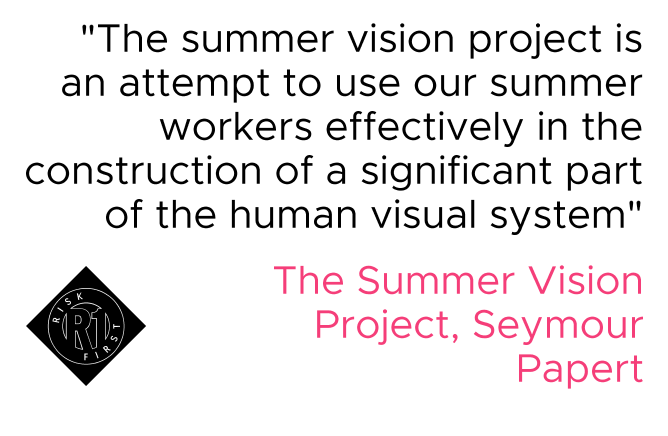 "The summer vision project is
an attempt to use our summer
workers effectively in the
construction of a significant part
of the human visual system"
The Summer Vision
Project, Seymour
Papert
RISK
R1
FIRST